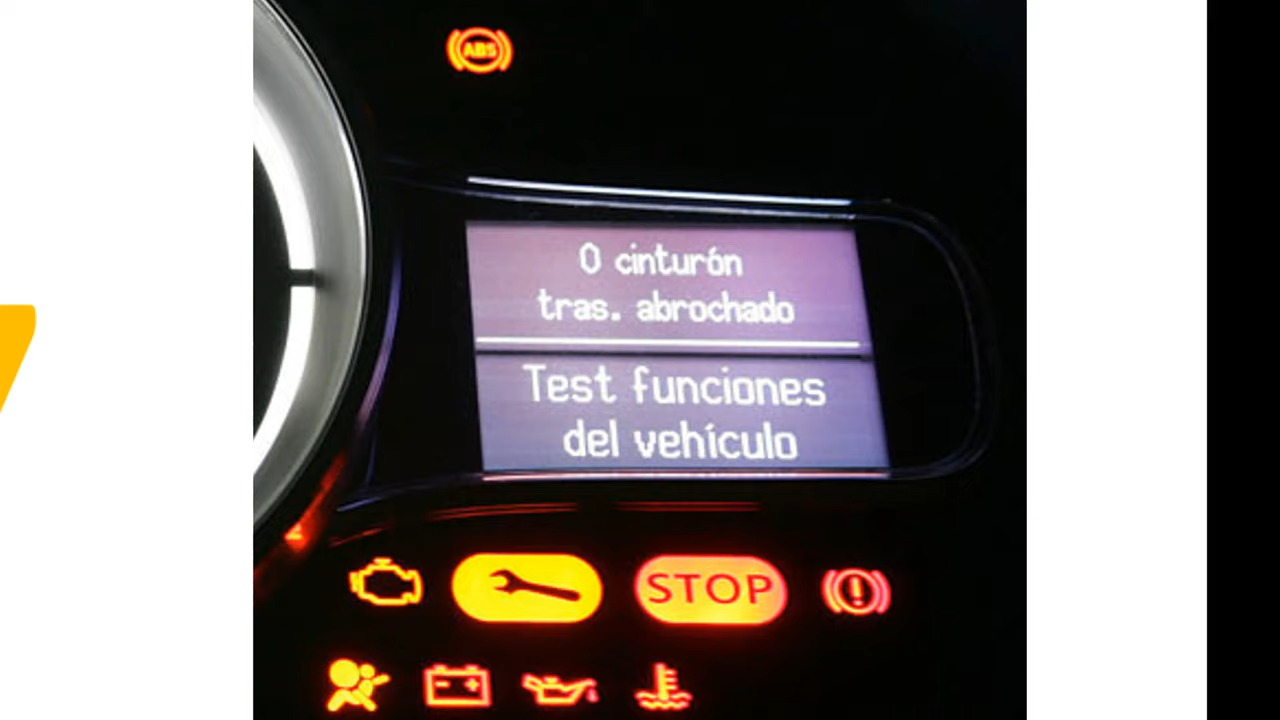 ABS
0 cinturón
tras. abrochado
Test funciones
del vehículo
STOP